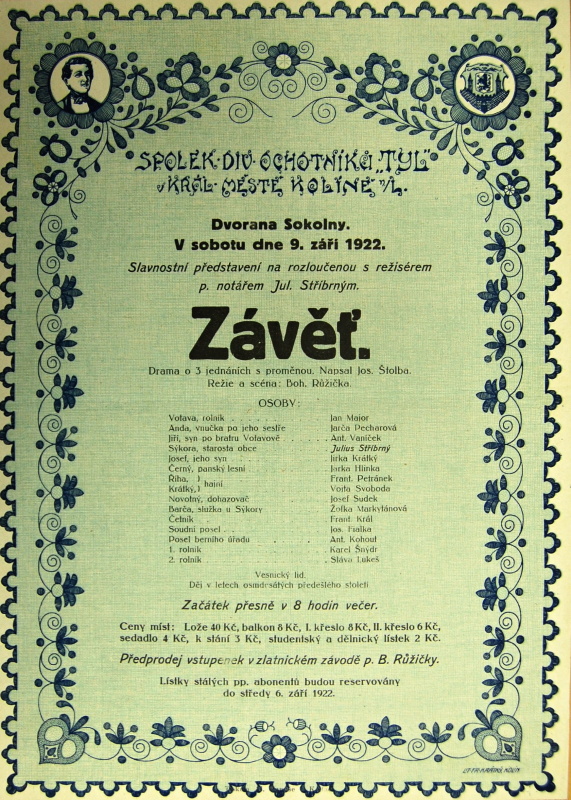 SPOLEK DIV. OCHOTNÍKŮ „TYL"
V KRÁL. MĚSTĚ KOLÍNĚ N/L.
Dvorana Sokolny.
V sobotu dne 9. září 1922.
Slavnostní představení na rozloučenou s režisérem
p. notářem Jul. Stříbrným.
Závěť.
Drama o 3 jednáních s proměnou. Napsal Jos. Štolba.
Režie a scéna: Boh. Růžička.
OSOBY:
Votava, rolník . . . . . . Jan Major
Anda, vnučka po jeho sestře Jarča Pecharová
Jiří, syn po bratru Votavově . . . . Ant. Vaníček
Sýkora, starosta obce . . . Julius Stříbrný
Josef, jeho syn . . . Jirka Krátký
Černý, panský lesní . . . Jarka Hlinka
Říha, } hajní Frant. Petránek
Krátký, } Vojta Svoboda
Novotný, dohazovač Josef Sudek
Barča, služka u Sýkory Žofka Markylánová
Četník . . Frant. Král
Soudní posel . . . Jos. Fialka
Posel berního úřadu . . . Ant. Kohout
1. rolník Karel Šnýdr
2. rolník Sláva Lukeš
Vesnický lid.
Děj v letech osmdesátých předešlého století
Začátek přesně v 8 hodin večer.
Ceny míst: Lože 40 Kč, balkon 8 Kč, I. křeslo 8 Kč, II. křeslo 6 Kč,
sedadlo 4 Kč, k stání 3 Kč, studentský a dělnický lístek 2 Kč.
Předprodej vstupenek v zlatnickém závodě p. B. Růžičky.
Lístky stálých pp. abonentů budou reservovány
do středy 6. září 1922.